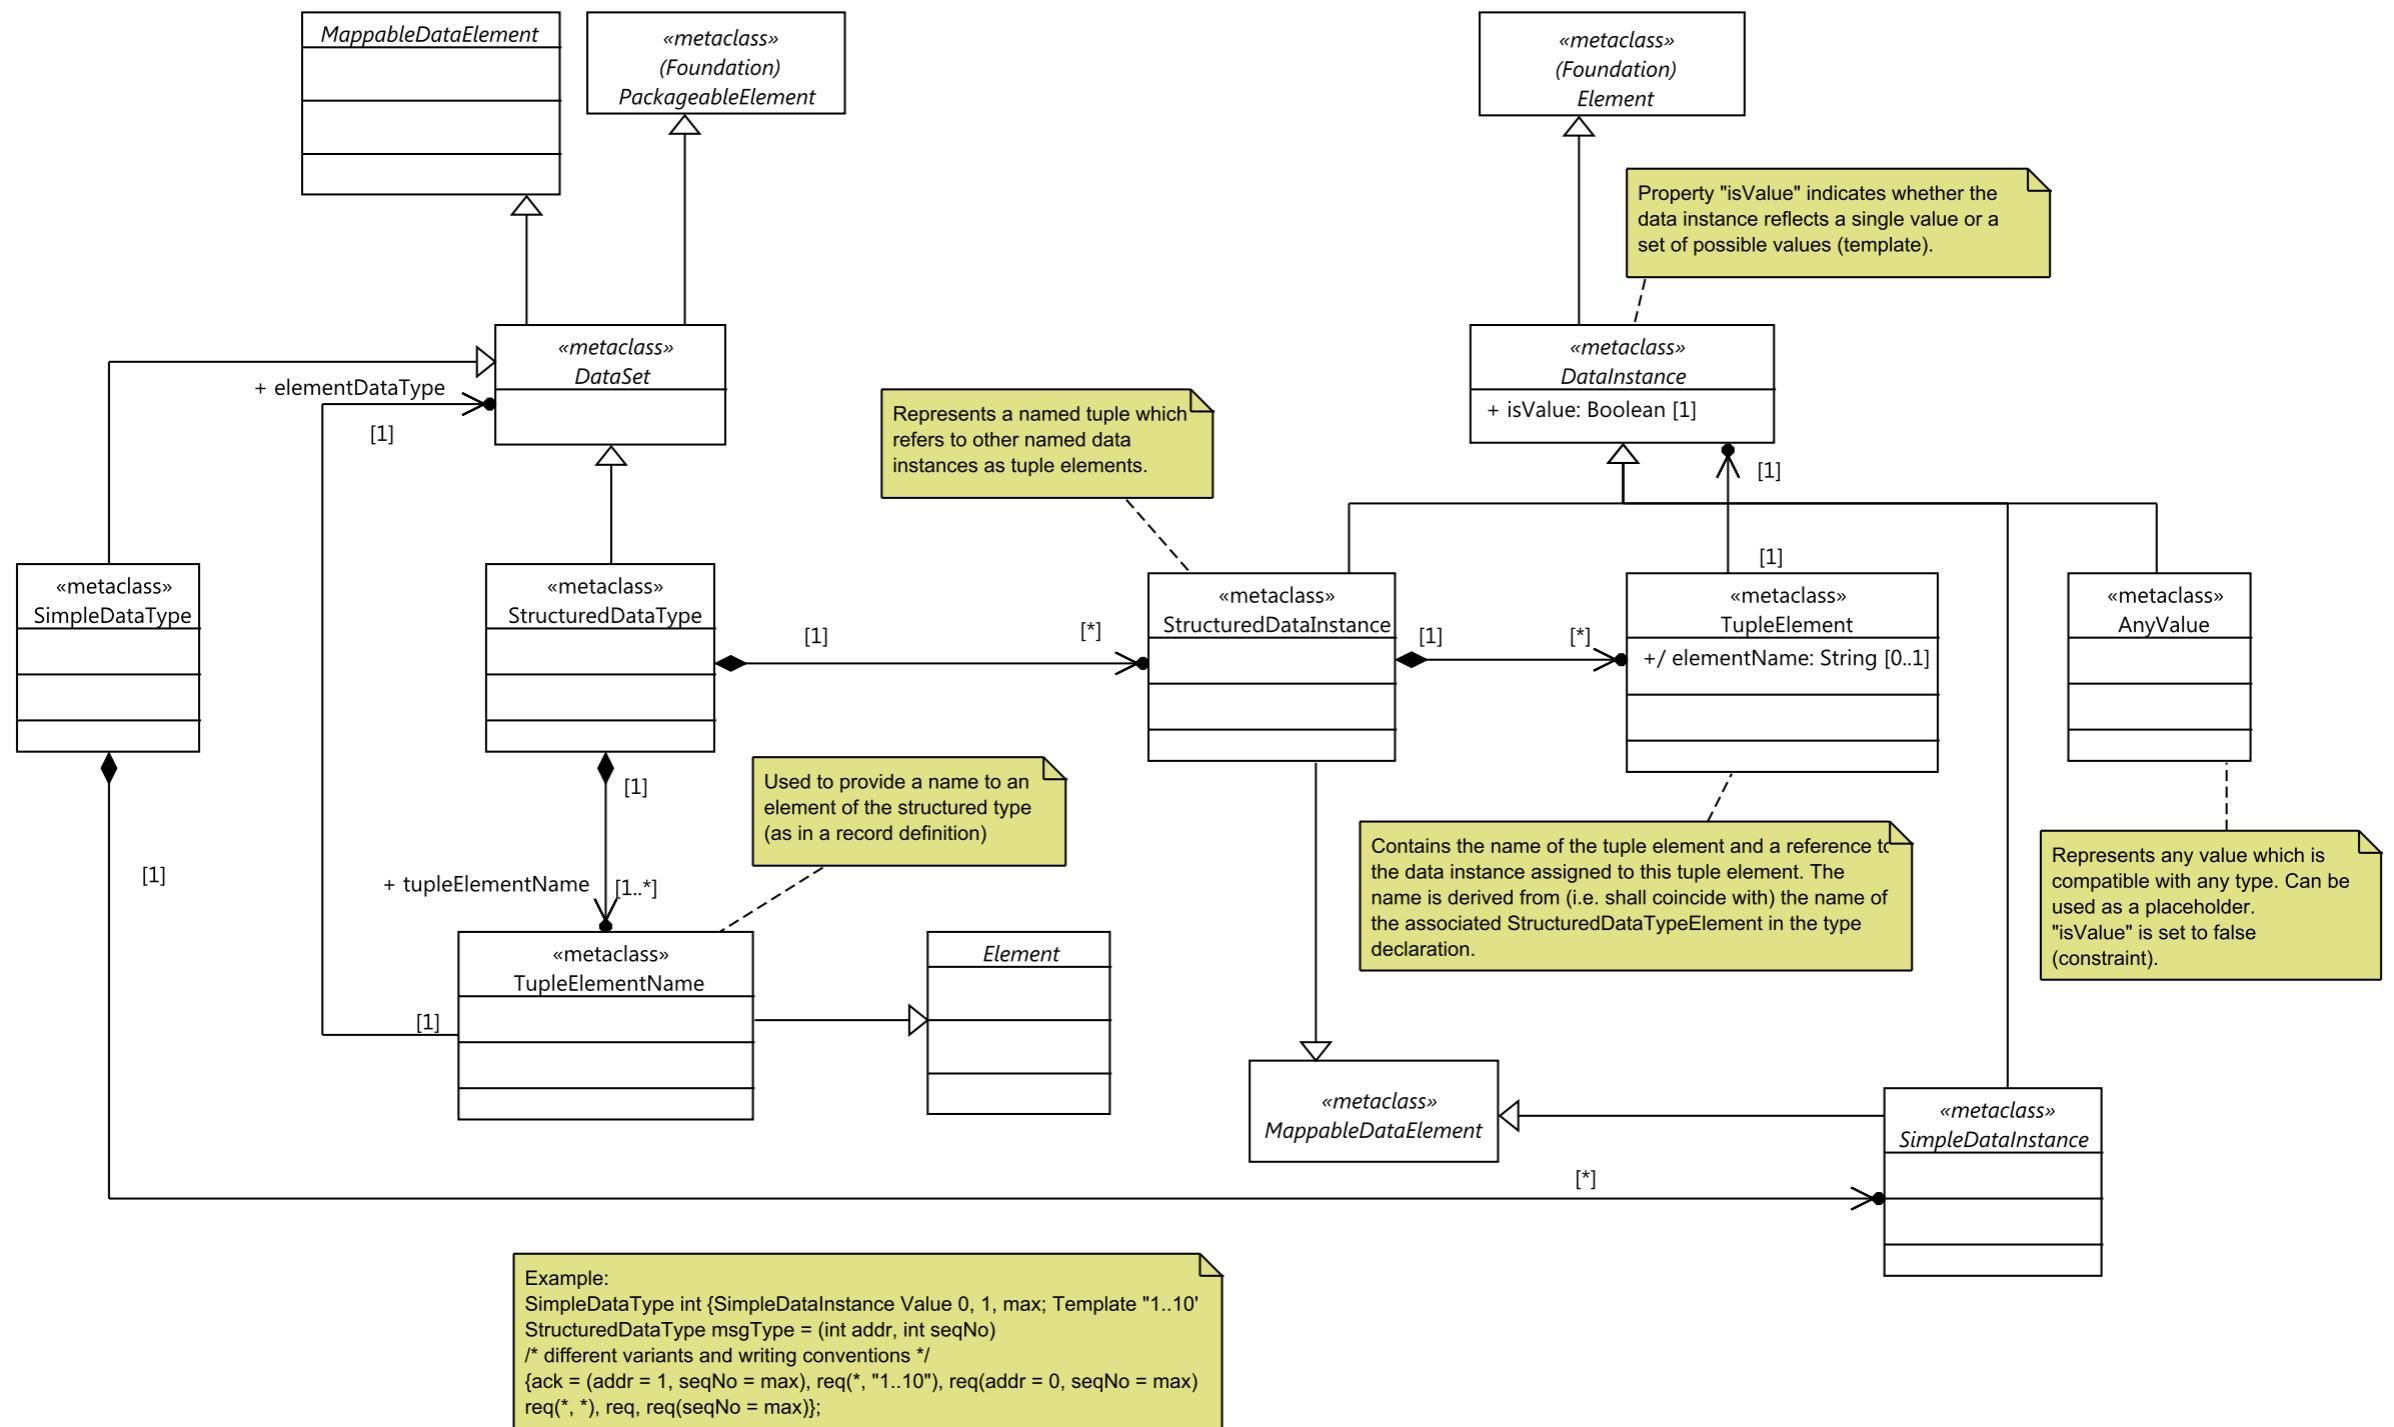 MappableDataElement
«metaclass»
(Foundation)
PackageableElement
«metaclass»
(Foundation)
Element
Property "isValue" indicates whether the
data instance reflects a single value or a
set of possible values (template).
«metaclass»
DataSet
+ elementDataType
[1]
«metaclass»
DataInstance
+ isValue: Boolean [1]
[1]
Represents a named tuple which
refers to other named data
instances as tuple elements.
«metaclass»
SimpleDataType
«metaclass»
StructuredDataType
[1]
[*]
«metaclass»
StructuredDataInstance
[1]
[*]
[1]
«metaclass»
TupleElement
+/ elementName: String [0..1]
«metaclass»
AnyValue
[1]
[1]
Used to provide a name to an
element of the structured type
(as in a record definition)
+ tupleElementName
[1..*]
Contains the name of the tuple element and a reference to
the data instance assigned to this tuple element. The
name is derived from (i.e. shall coincide with) the name of
the associated StructuredDataTypeElement in the type
declaration.
Represents any value which is
compatible with any type. Can be
used as a placeholder.
"isValue" is set to false
(constraint).
«metaclass»
TupleElementName
[1]
Element
«metaclass»
MappableDataElement
«metaclass»
SimpleDataInstance
[*]
Example:
SimpleDataType int {SimpleDataInstance Value 0, 1, max; Template "1..10'
StructuredDataType msgType = (int addr, int seqNo)
/* different variants and writing conventions */
{ack = (addr = 1, seqNo = max), req(*, "1..10"), req(addr = 0, seqNo = max)
req(*, *), req, req(seqNo = max)};